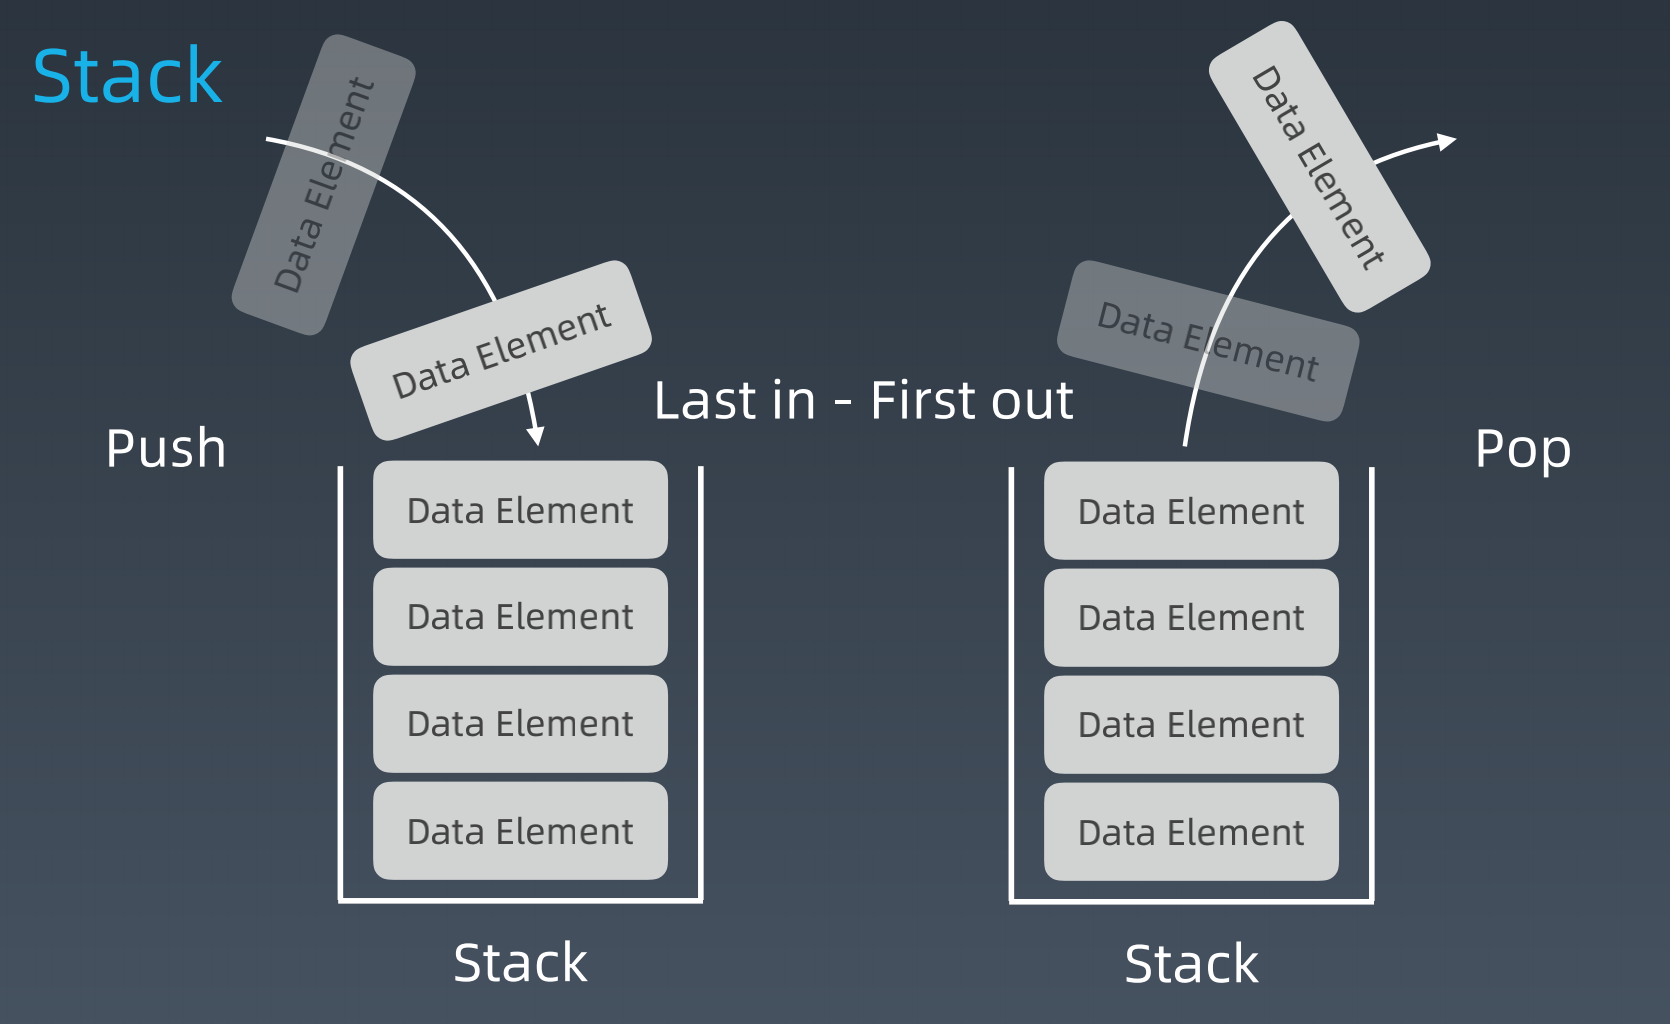 Stack
Data Element
Data Element
Push
Data Element
Data Element
Data Element
Data Element
Stack
Last in - First out
Data Element
Data Element
Pop
Data Element
Data Element
Data Element
Data Element
Stack